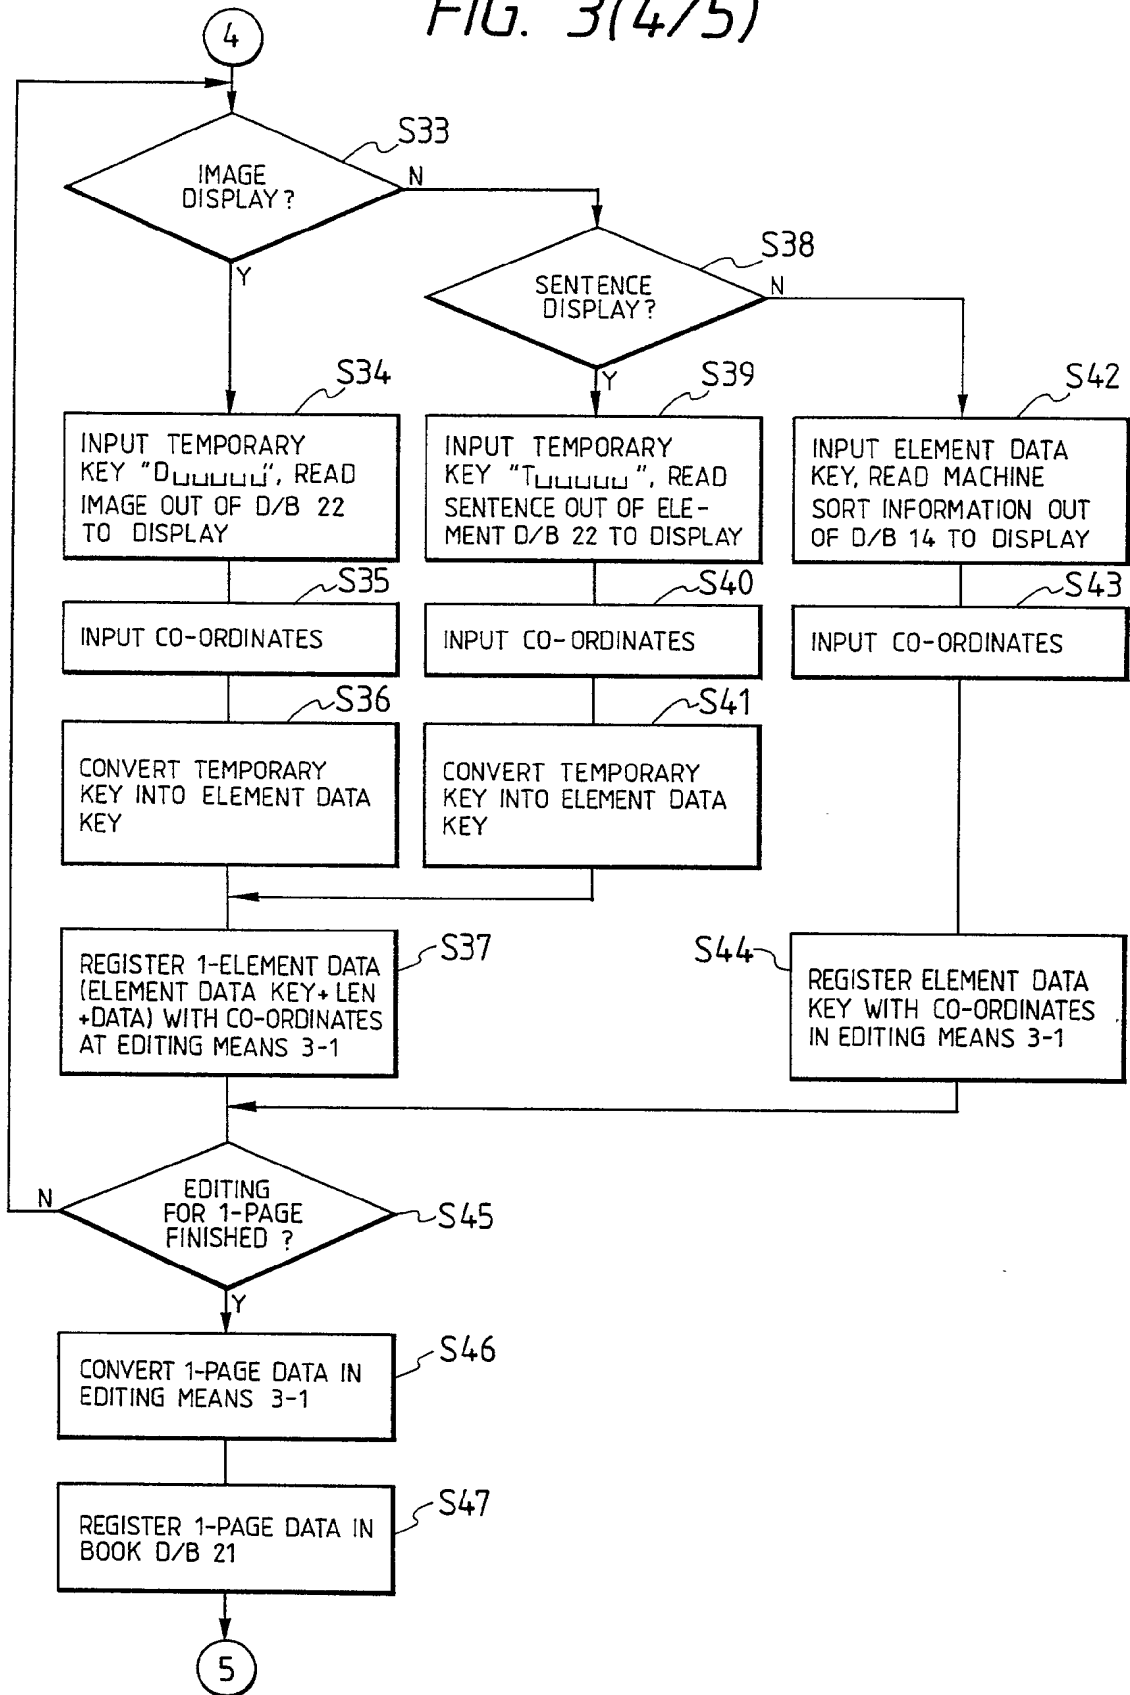 FIG. 3(4/5)
4
S33
IMAGE
DISPLAY?
N
Y
S38
SENTENCE
DISPLAY?
N
Y
S34
INPUT TEMPORARY
KEY "D␣␣␣␣␣", READ
IMAGE OUT OF D/B 22
TO DISPLAY
S39
INPUT TEMPORARY
KEY "T␣␣␣␣␣", READ
SENTENCE OUT OF ELE-
MENT D/B 22 TO DISPLAY
S42
INPUT ELEMENT DATA
KEY, READ MACHINE
SORT INFORMATION OUT
OF D/B 14 TO DISPLAY
S35
INPUT CO-ORDINATES
S40
INPUT CO-ORDINATES
S43
INPUT CO-ORDINATES
S36
CONVERT TEMPORARY
KEY INTO ELEMENT DATA
KEY
S41
CONVERT TEMPORARY
KEY INTO ELEMENT DATA
KEY
S37
REGISTER 1-ELEMENT DATA
(ELEMENT DATA KEY+LEN
+DATA) WITH CO-ORDINATES
AT EDITING MEANS 3-1
S44
REGISTER ELEMENT DATA
KEY WITH CO-ORDINATES
IN EDITING MEANS 3-1
N
EDITING
FOR 1-PAGE
FINISHED ?
S45
Y
S46
CONVERT 1-PAGE DATA IN
EDITING MEANS 3-1
S47
REGISTER 1-PAGE DATA IN
BOOK D/B 21
5